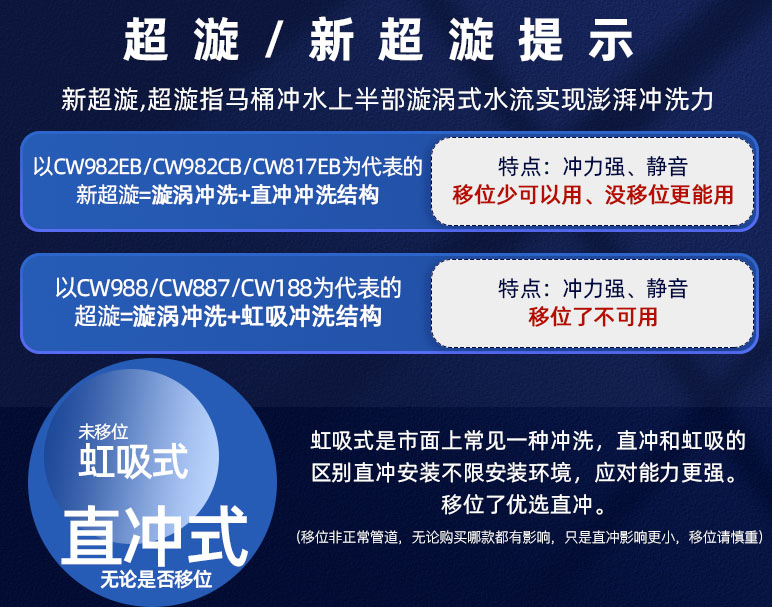 超漩/新超漩提示
新超漩,超漩指马桶冲水上半部漩涡式水流实现澎湃冲洗力
以CW982EB/CW982CB/CW817EB为代表的
新超漩=漩涡冲洗+直冲冲洗结构
特点：冲力强、静音
移位少可以用、没移位更能用
以CW988/CW887/CW188为代表的
超漩=漩涡冲洗+虹吸冲洗结构
特点：冲力强、静音
移位了不可用
未移位
虹吸式
直冲式
无论是否移位
虹吸式是市面上常见一种冲洗，直冲和虹吸的
区别直冲安装不限安装环境，应对能力更强。
移位了优选直冲。
(移位非正常管道，无论购买哪款都有影响，只是直冲影响更小，移位请慎重)